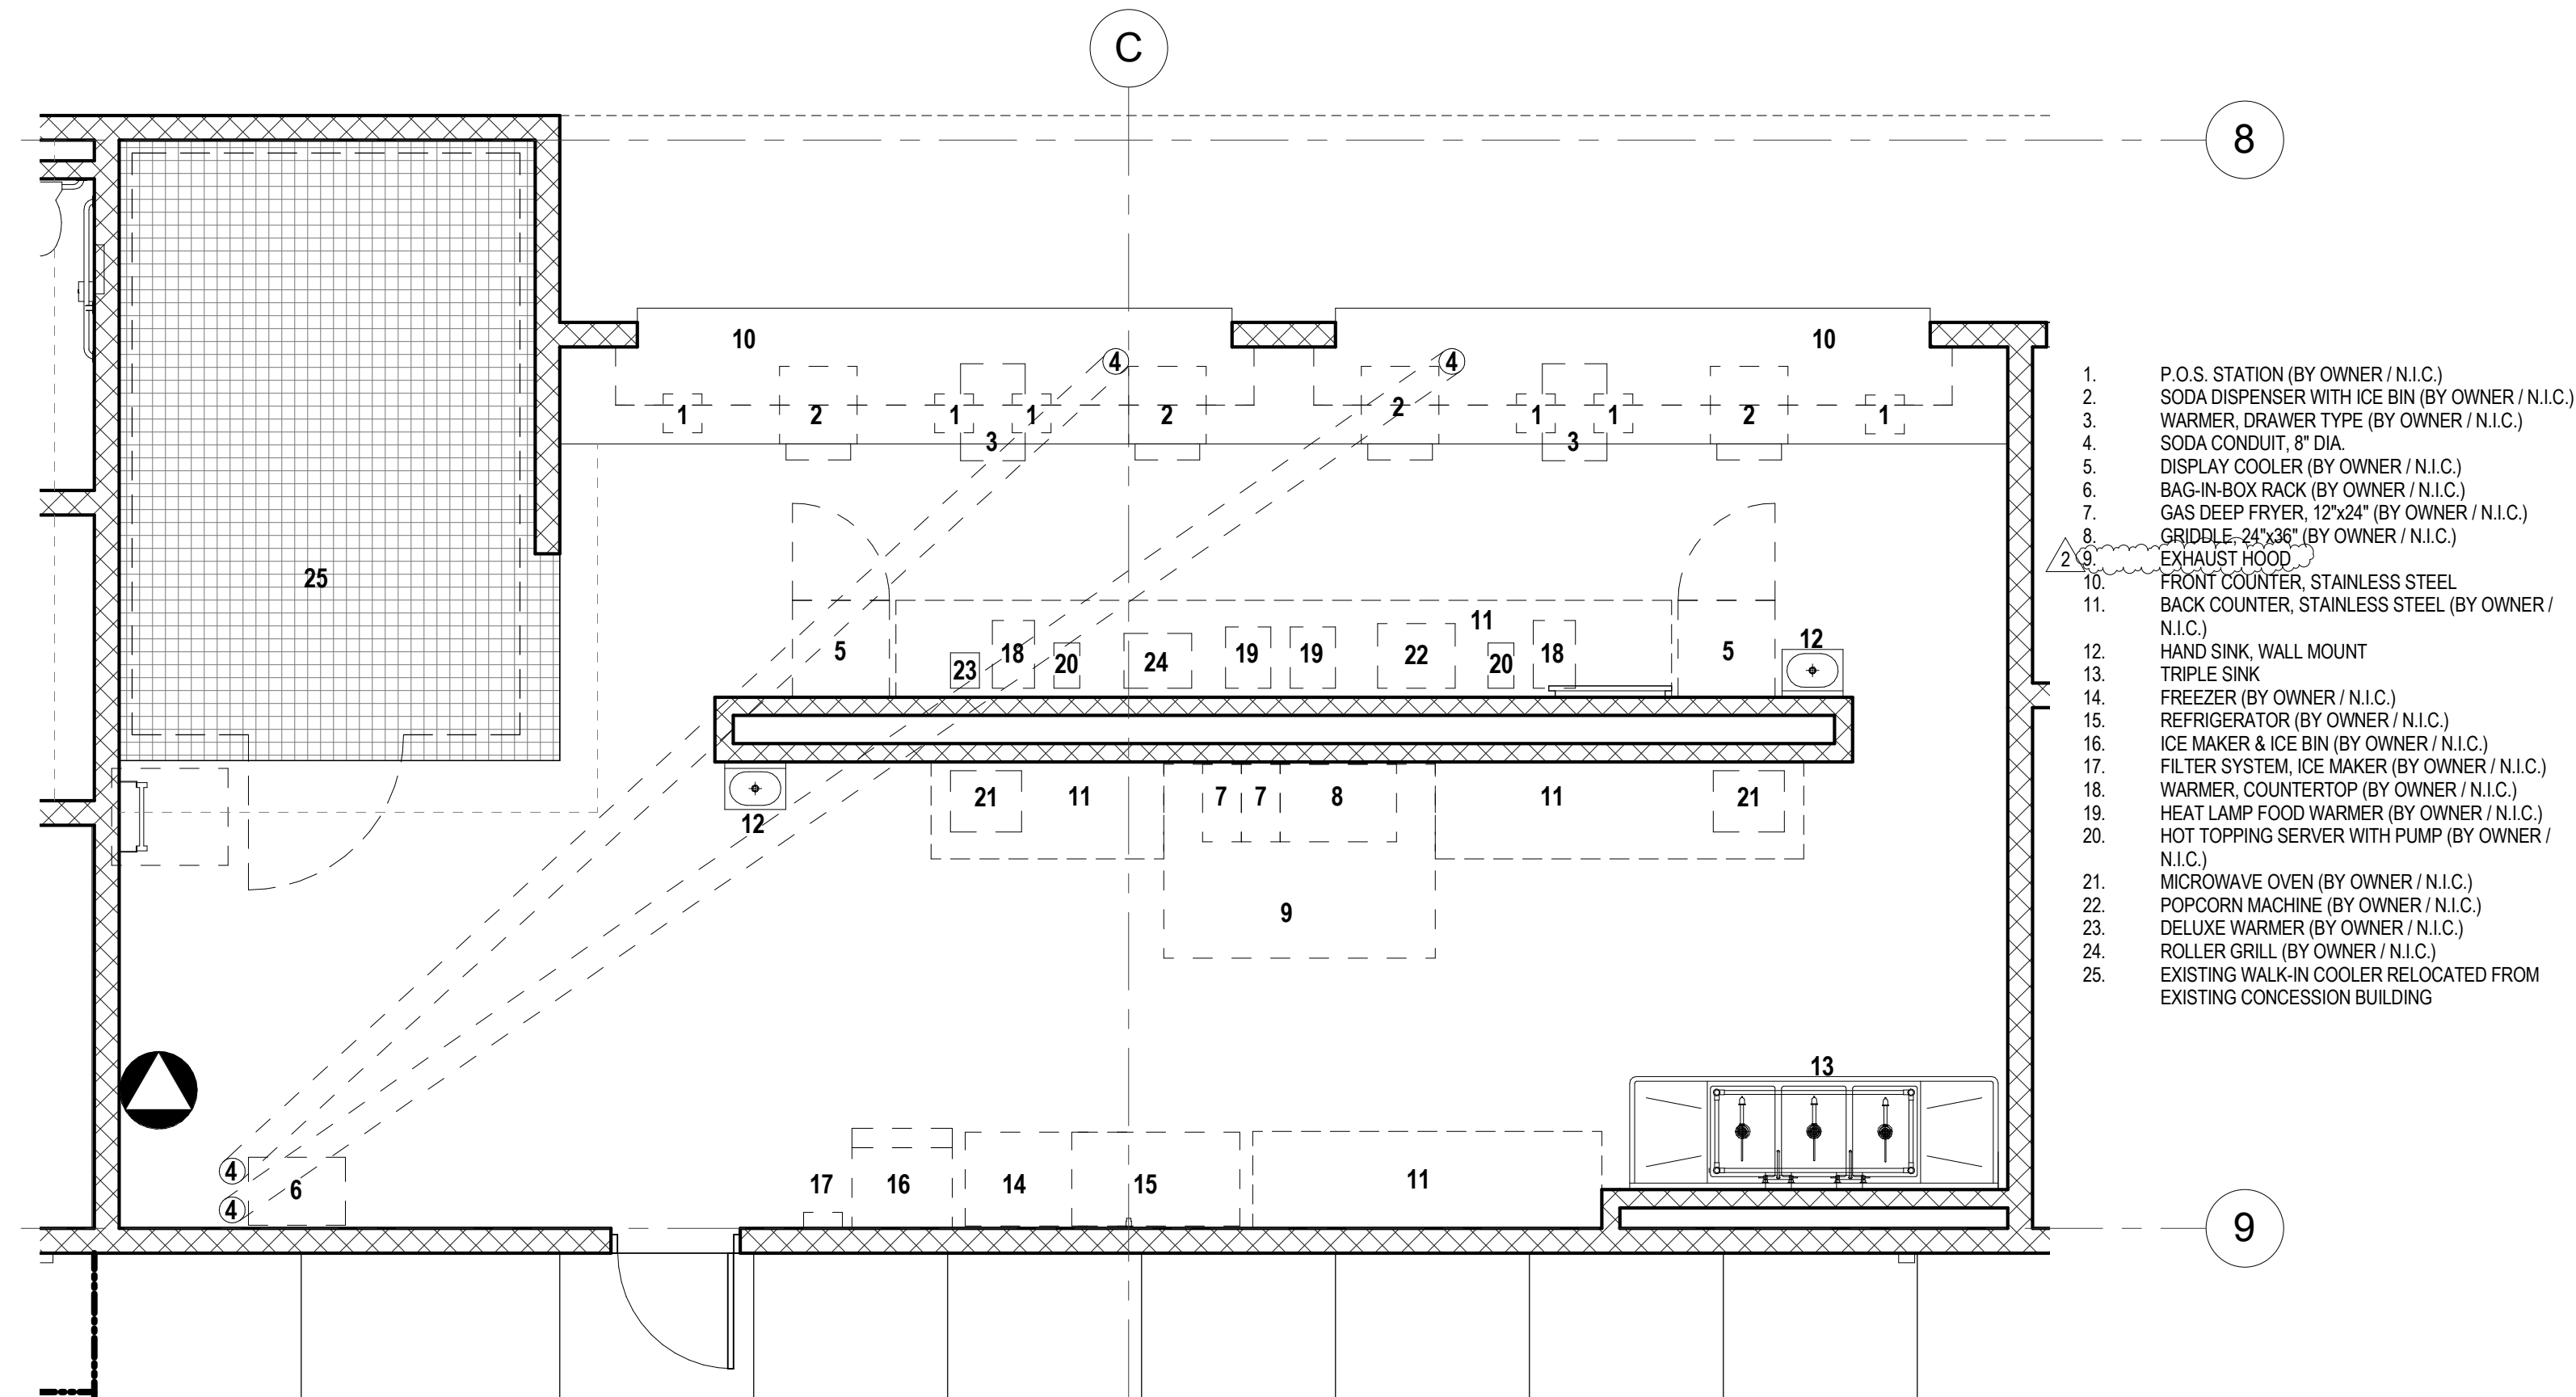 C
8
10
10
4
4
1
2
1
1
2
2
1
1
2
1
3
3
1. P.O.S. STATION (BY OWNER / N.I.C.)
2. SODA DISPENSER WITH ICE BIN (BY OWNER / N.I.C.)
3. WARMER, DRAWER TYPE (BY OWNER / N.I.C.)
4. SODA CONDUIT, 8" DIA.
5. DISPLAY COOLER (BY OWNER / N.I.C.)
6. BAG-IN-BOX RACK (BY OWNER / N.I.C.)
7. GAS DEEP FRYER, 12"x24" (BY OWNER / N.I.C.)
8. GRIDDLE, 24"x36" (BY OWNER / N.I.C.)
2 9. EXHAUST HOOD
10. FRONT COUNTER, STAINLESS STEEL
11. BACK COUNTER, STAINLESS STEEL (BY OWNER /
N.I.C.)
12. HAND SINK, WALL MOUNT
13. TRIPLE SINK
14. FREEZER (BY OWNER / N.I.C.)
15. REFRIGERATOR (BY OWNER / N.I.C.)
16. ICE MAKER & ICE BIN (BY OWNER / N.I.C.)
17. FILTER SYSTEM, ICE MAKER (BY OWNER / N.I.C.)
18. WARMER, COUNTERTOP (BY OWNER / N.I.C.)
19. HEAT LAMP FOOD WARMER (BY OWNER / N.I.C.)
20. HOT TOPPING SERVER WITH PUMP (BY OWNER /
N.I.C.)
21. MICROWAVE OVEN (BY OWNER / N.I.C.)
22. POPCORN MACHINE (BY OWNER / N.I.C.)
23. DELUXE WARMER (BY OWNER / N.I.C.)
24. ROLLER GRILL (BY OWNER / N.I.C.)
25. EXISTING WALK-IN COOLER RELOCATED FROM
EXISTING CONCESSION BUILDING
25
11
12
5
23
18
20
24
19
19
22
20
18
5
21
11
7
7
8
11
21
12
9
13
4
4
6
17
16
14
15
11
9